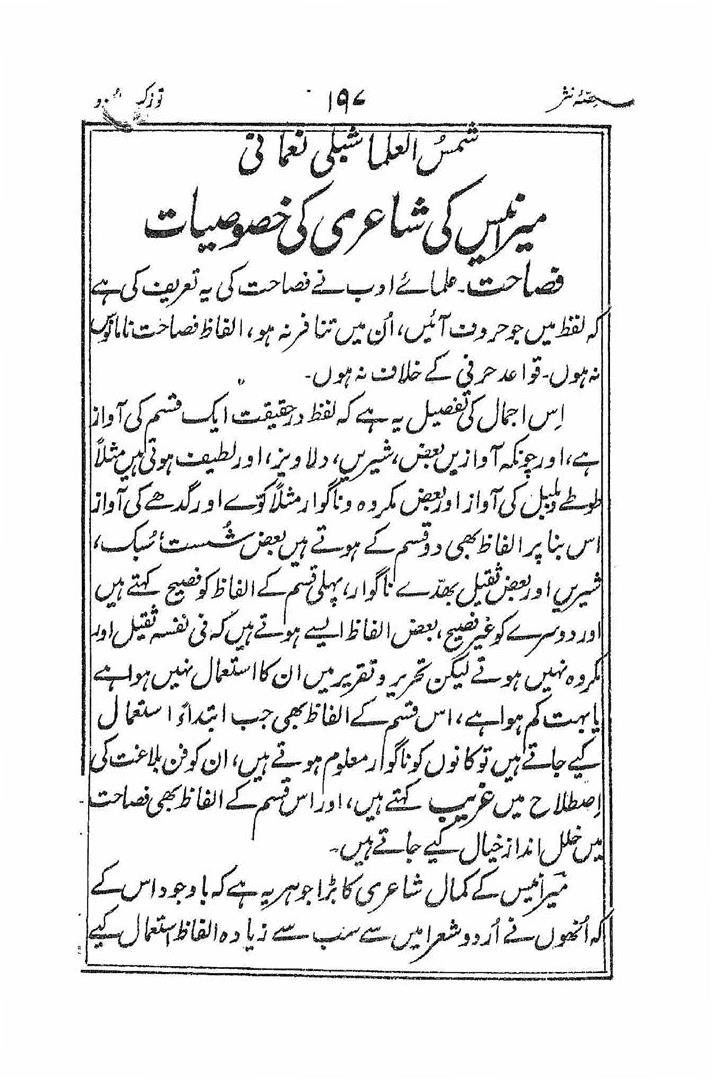 حصۂ نثر ۱۹۷
شمس العلما شبلی نعمانی
میر انیس کی شاعری کی خصوصیات
فصاحت۔ علمائے ادب نے فصاحت کی یہ تعریف کی ہے
کہ لفظ میں جو حروف آئیں، اُن میں تنافر نہ ہو، الفاظ فصاحت نامانوس
نہ ہوں۔ قواعد حرفی کے خلاف نہ ہوں۔
اِس اجمال کی تفصیل یہ ہے کہ لفظ درحقیقت ایک قسم کی آواز
ہے، اور چونکہ آوازیں بعض، شیریں، دلاویز، اور لطیف ہوتی ہیں مثلاً
طوطے و بلبل کی آواز اور بعض مکروہ و ناگوار مثلاً کوّے اور گدھے کی آواز
اس بنا پر الفاظ بھی دو قسم کے ہوتے ہیں بعض شُستہ، سُبک،
شیریں اور بعض ثقیل بھدّے ناگوار، پہلی قسم کے الفاظ کو فصیح کہتے ہیں
اور دوسرے کو غیر فصیح، بعض الفاظ ایسے ہوتے ہیں کہ فی نفسہ ثقیل اور
مکروہ نہیں ہوتے لیکن تحریر و تقریر میں ان کا استعمال نہیں ہوا ہے
یا بہت کم ہوا ہے، اس قسم کے الفاظ بھی جب ابتداءً استعمال
کیے جاتے ہیں تو کانوں کو ناگوار معلوم ہوتے ہیں، ان کو فن بلاغت کی
اِصطلاح میں غریب کہتے ہیں، اور اس قسم کے الفاظ بھی فصاحت
میں خلل انداز خیال کیے جاتے ہیں۔
میر انیس کے کمال شاعری کا بڑا جوہر یہ ہے کہ باوجود اس کے
کہ اُنھوں نے اُردو شعرا میں سے سب سے زیادہ الفاظ استعمال کیے